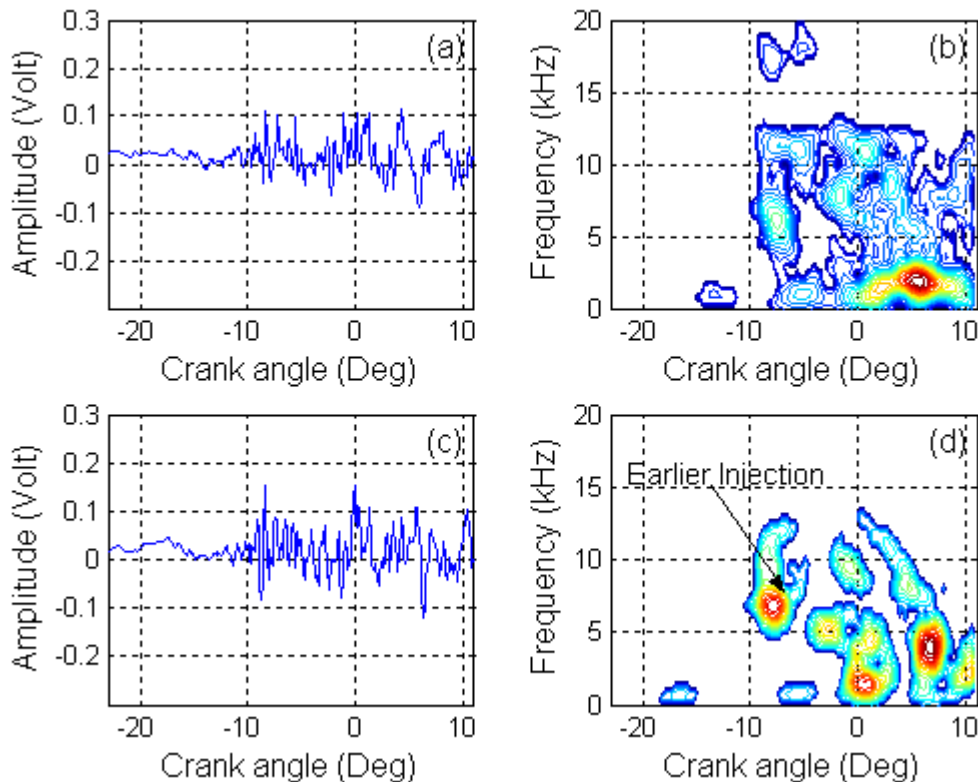 0.3
0.2
0.1
0
-0.1
-0.2
Amplitude (Volt)
(a)
-20
-10
0
10
Crank angle (Deg)
20
15
10
5
0
Frequency (kHz)
(b)
-20
-10
0
10
Crank angle (Deg)
0.3
0.2
0.1
0
-0.1
-0.2
Amplitude (Volt)
(c)
-20
-10
0
10
Crank angle (Deg)
20
15
10
5
0
Frequency (kHz)
(d)
Earlier Injection
-20
-10
0
10
Crank angle (Deg)